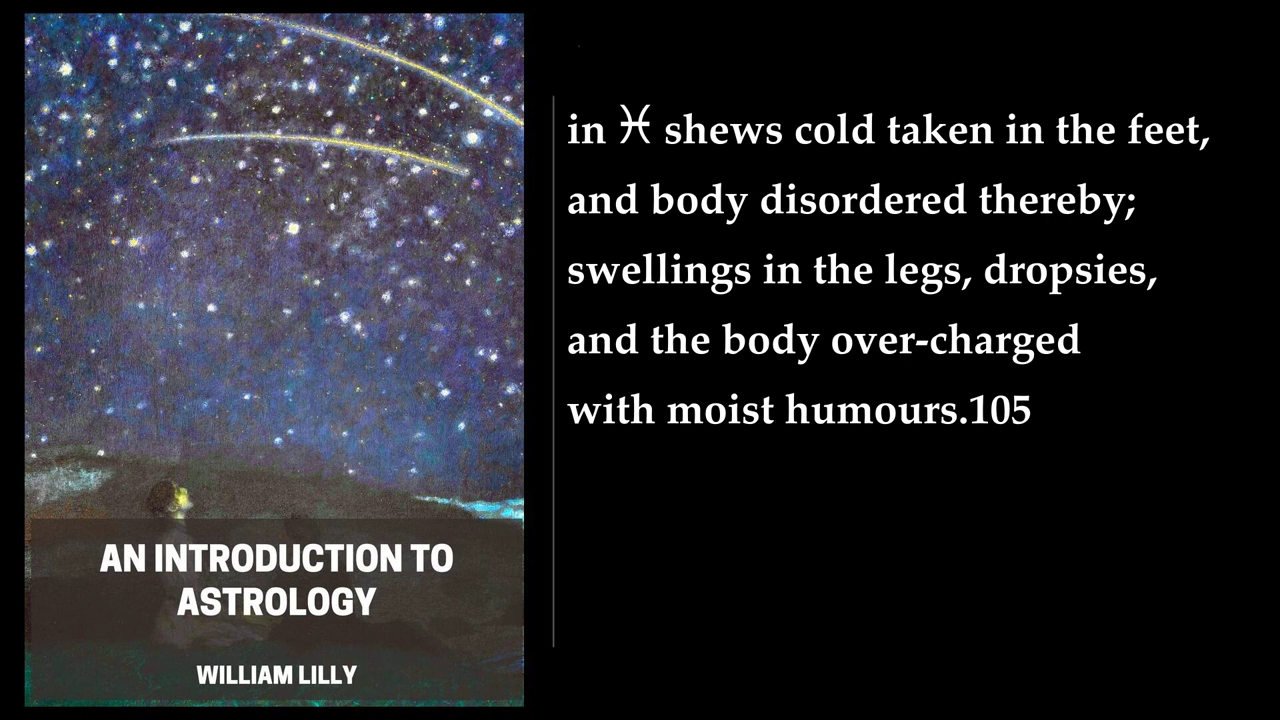 AN INTRODUCTION TO
ASTROLOGY
WILLIAM LILLY
in ♓ shews cold taken in the feet,
and body disordered thereby;
swellings in the legs, dropsies,
and the body over-charged
with moist humours.105